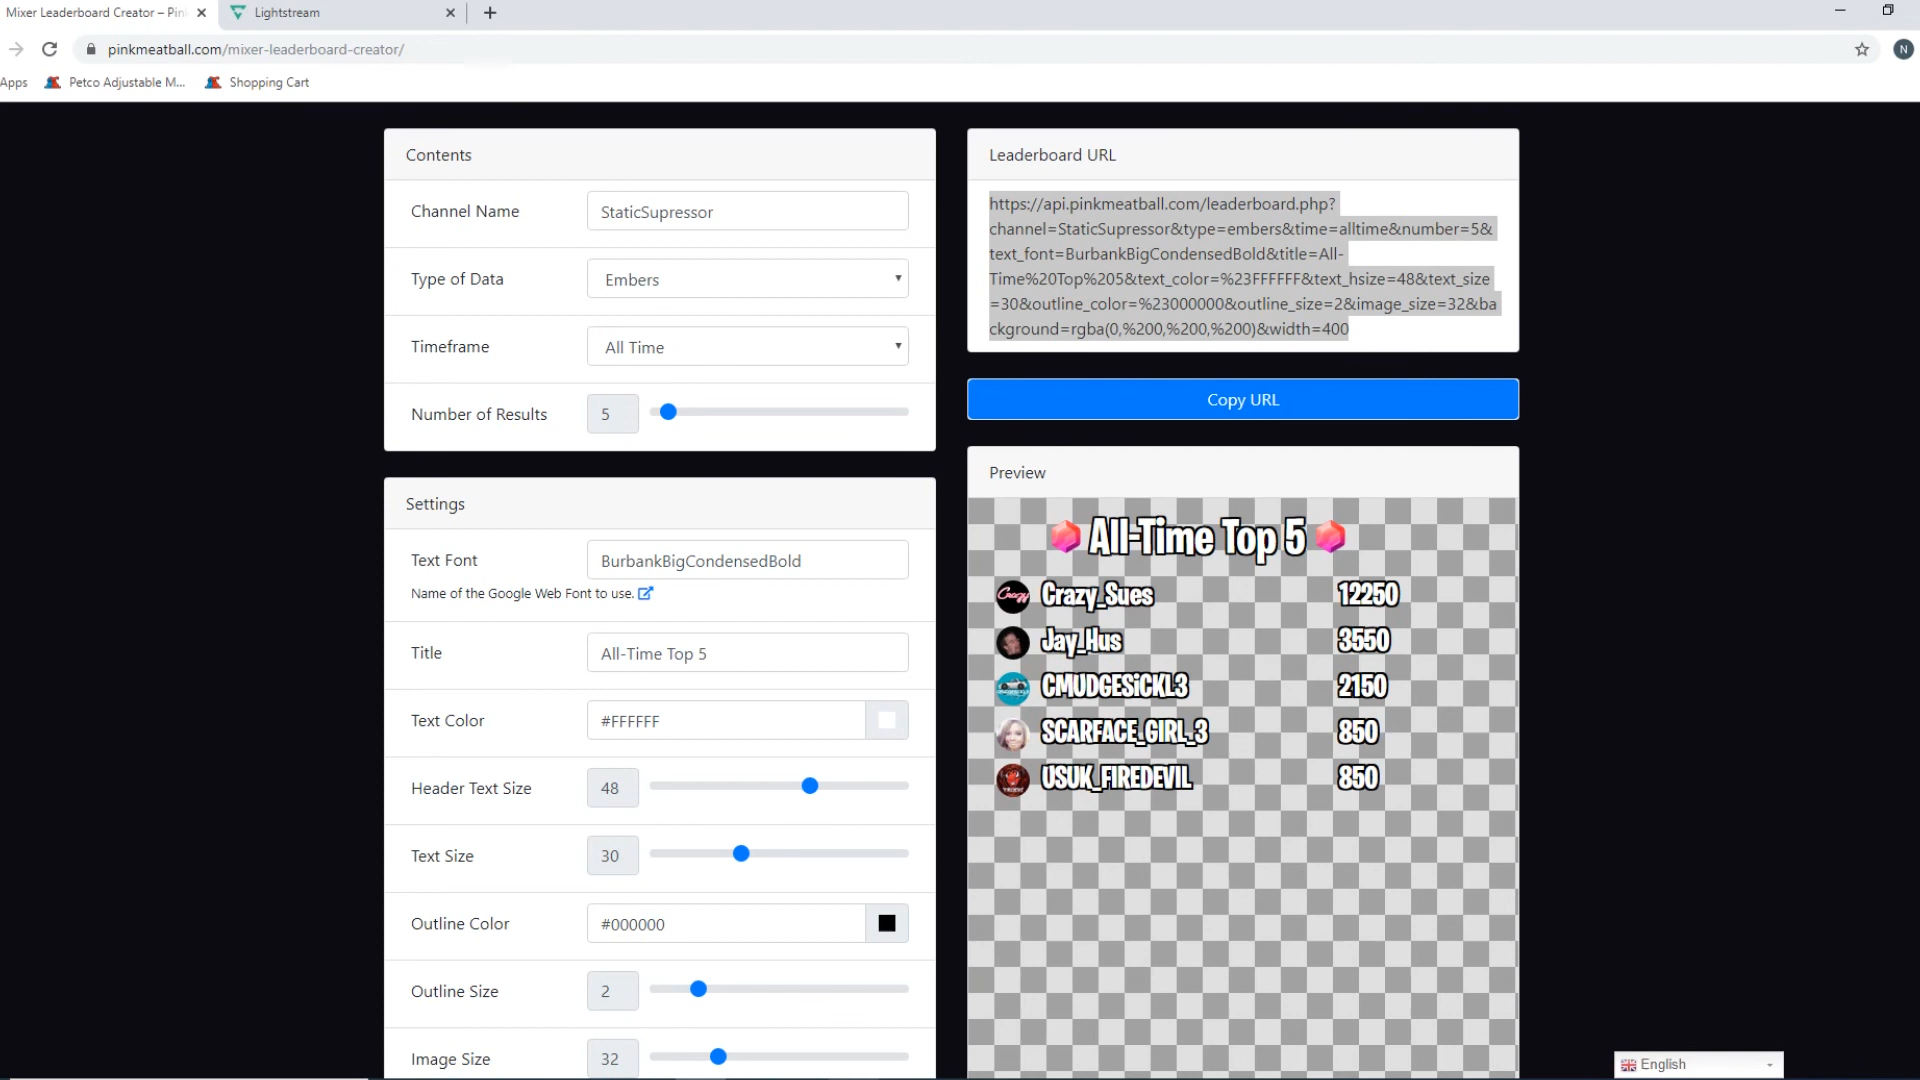 Mixer Leaderboard Creator – Pin
Lightstream
pinkmeatball.com/mixer-leaderboard-creator/
N
Apps
Petco Adjustable M...
Shopping Cart
Contents
Channel Name
StaticSupressor
Type of Data
Embers
Timeframe
All Time
Number of Results
5
Settings
Text Font
BurbankBigCondensedBold
Name of the Google Web Font to use.
Title
All-Time Top 5
Text Color
#FFFFFF
Header Text Size
48
Text Size
30
Outline Color
#000000
Outline Size
2
Image Size
32
Leaderboard URL
https://api.pinkmeatball.com/leaderboard.php?
channel=StaticSupressor&type=embers&time=alltime&number=5&
text_font=BurbankBigCondensedBold&title=All-
Time%20Top%205&text_color=%23FFFFFF&text_hsize=48&text_size
=30&outline_color=%23000000&outline_size=2&image_size=32&ba
ckground=rgba(0,%200,%200,%200)&width=400
Copy URL
Preview
All-Time Top 5
Crazy_Sues 12250
Jay_Hus 3550
CMUDGESiCKL3 2150
SCARFACE_GIRL_3 850
USUK_FIREDEVIL 850
English